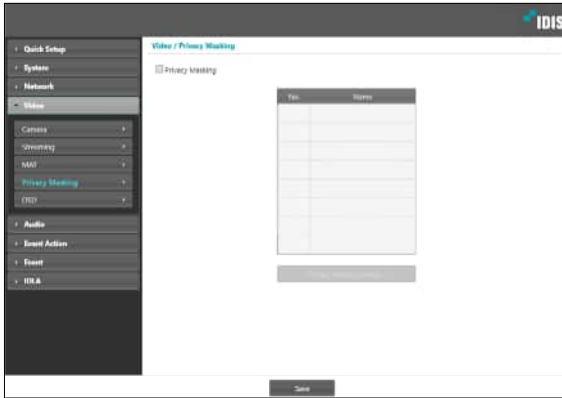 IDIS
Quick Setup
System
Network
Video
Camera
Streaming
MAT
Privacy Masking
OSD
Audio
Event Action
Event
IDLA
Video / Privacy Masking
Privacy Masking
No. Name
Save